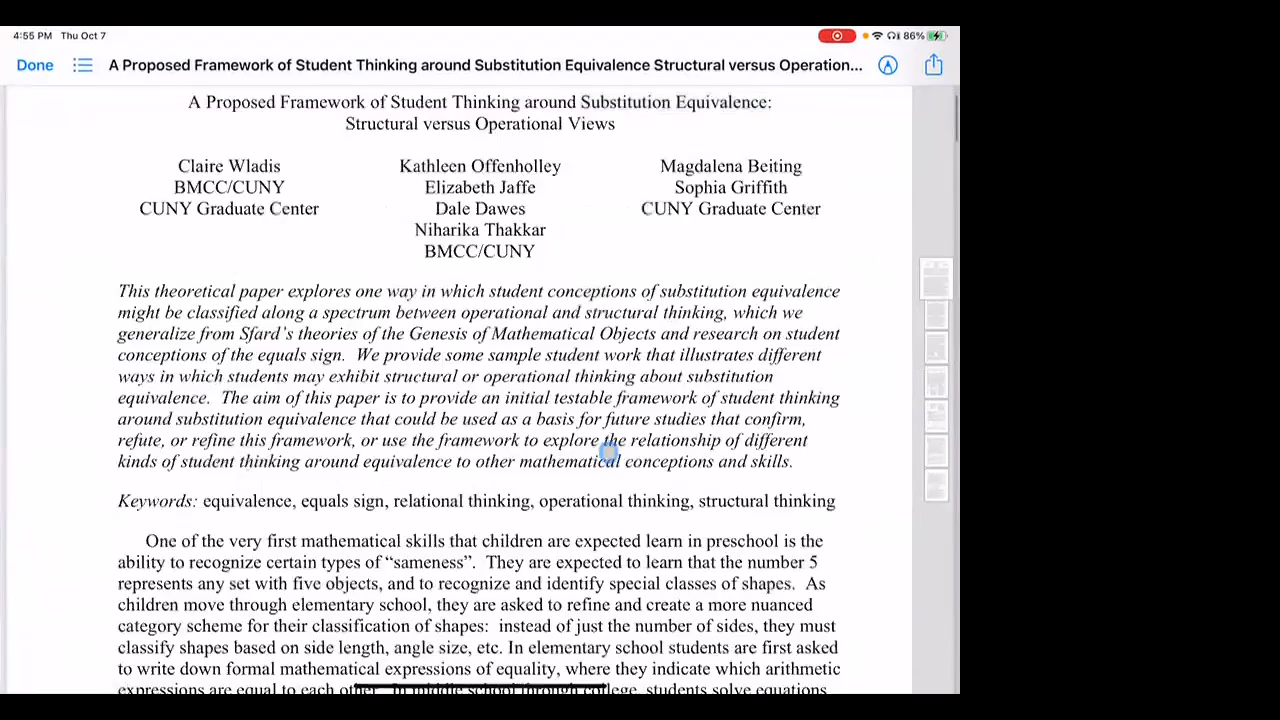 4:55 PM Thu Oct 7
86%
Done
A Proposed Framework of Student Thinking around Substitution Equivalence Structural versus Operation...
A Proposed Framework of Student Thinking around Substitution Equivalence:
Structural versus Operational Views
Claire Wladis
BMCC/CUNY
CUNY Graduate Center
Kathleen Offenholley
Elizabeth Jaffe
Dale Dawes
Niharika Thakkar
BMCC/CUNY
Magdalena Beiting
Sophia Griffith
CUNY Graduate Center
This theoretical paper explores one way in which student conceptions of substitution equivalence
might be classified along a spectrum between operational and structural thinking, which we
generalize from Sfard's theories of the Genesis of Mathematical Objects and research on student
conceptions of the equals sign. We provide some sample student work that illustrates different
ways in which students may exhibit structural or operational thinking about substitution
equivalence. The aim of this paper is to provide an initial testable framework of student thinking
around substitution equivalence that could be used as a basis for future studies that confirm,
refute, or refine this framework, or use the framework to explore the relationship of different
kinds of student thinking around equivalence to other mathematical conceptions and skills.
Keywords: equivalence, equals sign, relational thinking, operational thinking, structural thinking
One of the very first mathematical skills that children are expected learn in preschool is the
ability to recognize certain types of “sameness”. They are expected to learn that the number 5
represents any set with five objects, and to recognize and identify special classes of shapes. As
children move through elementary school, they are asked to refine and create a more nuanced
category scheme for their classification of shapes: instead of just the number of sides, they must
classify shapes based on side length, angle size, etc. In elementary school students are first asked
to write down formal mathematical expressions of equality, where they indicate which arithmetic
expressions are equal to each other. In middle school through college, students solve equations